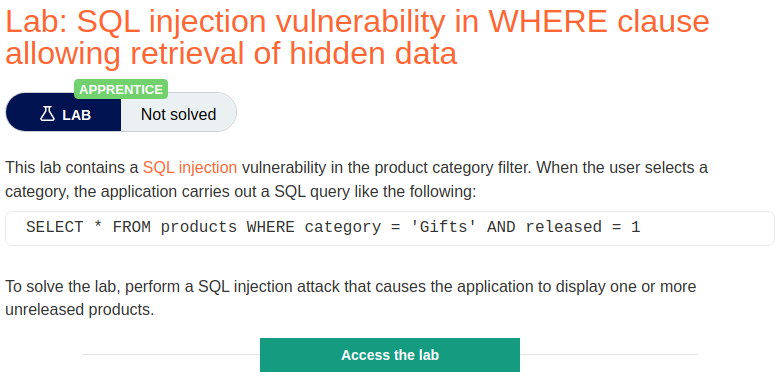 Lab: SQL injection vulnerability in WHERE clause
allowing retrieval of hidden data
APPRENTICE
LAB Not solved
This lab contains a SQL injection vulnerability in the product category filter. When the user selects a
category, the application carries out a SQL query like the following:
SELECT * FROM products WHERE category = 'Gifts' AND released = 1
To solve the lab, perform a SQL injection attack that causes the application to display one or more
unreleased products.
Access the lab